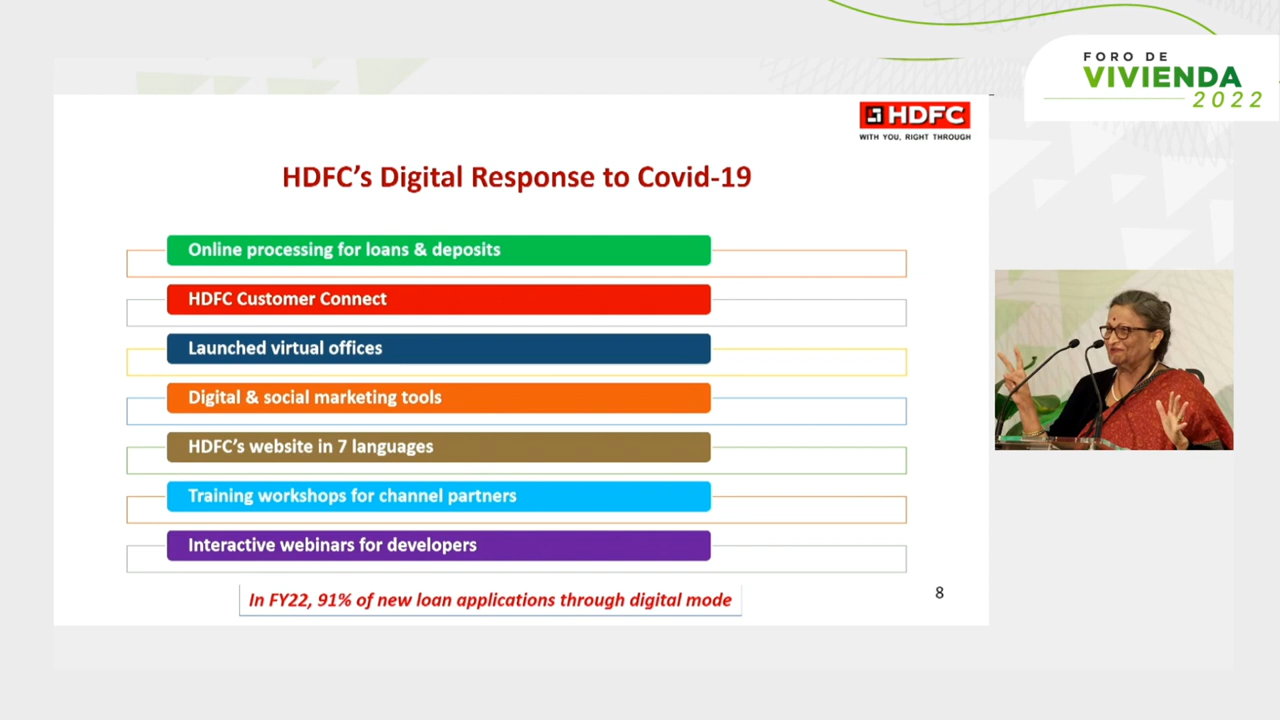 FORO DE
VIVIENDA
2022
HDFC
WITH YOU, RIGHT THROUGH
HDFC’s Digital Response to Covid-19
Online processing for loans & deposits
HDFC Customer Connect
Launched virtual offices
Digital & social marketing tools
HDFC’s website in 7 languages
Training workshops for channel partners
Interactive webinars for developers
In FY22, 91% of new loan applications through digital mode
8